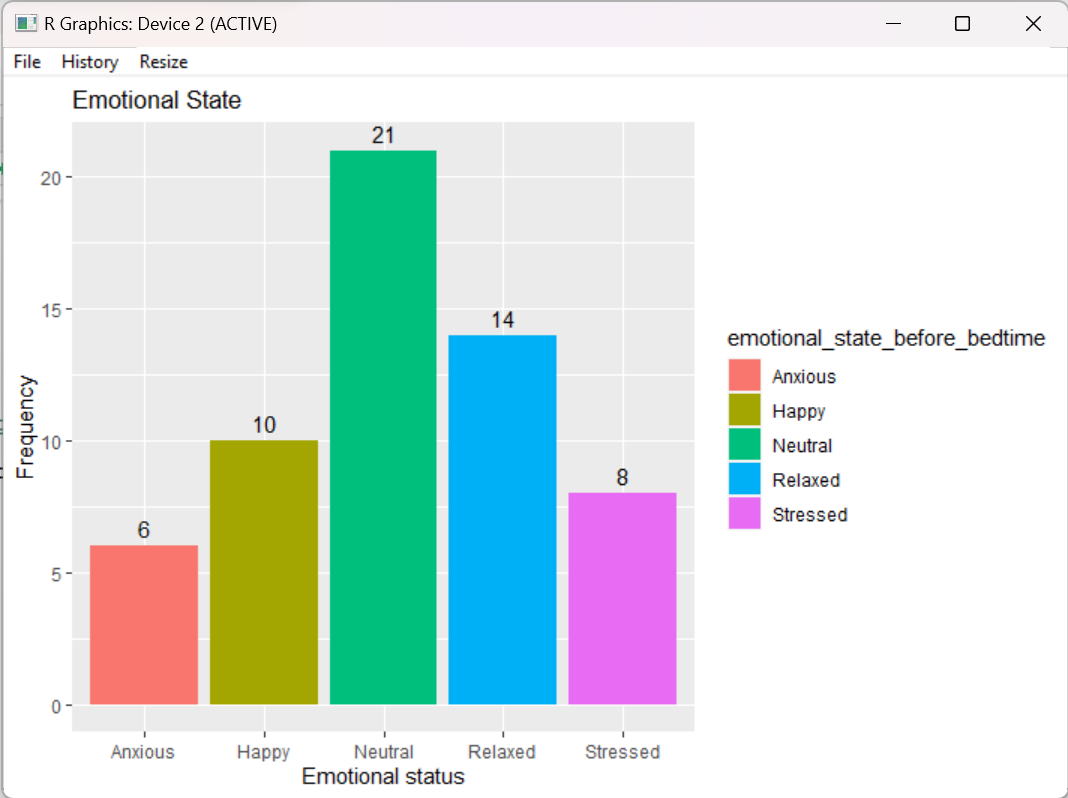 R Graphics: Device 2 (ACTIVE)
File History Resize
Emotional State
21
20
15
14
emotional_state_before_bedtime
Anxious
Happy
Neutral
Relaxed
Stressed
Frequency
10
10
8
6
5
0
Anxious Happy Neutral Relaxed Stressed
Emotional status